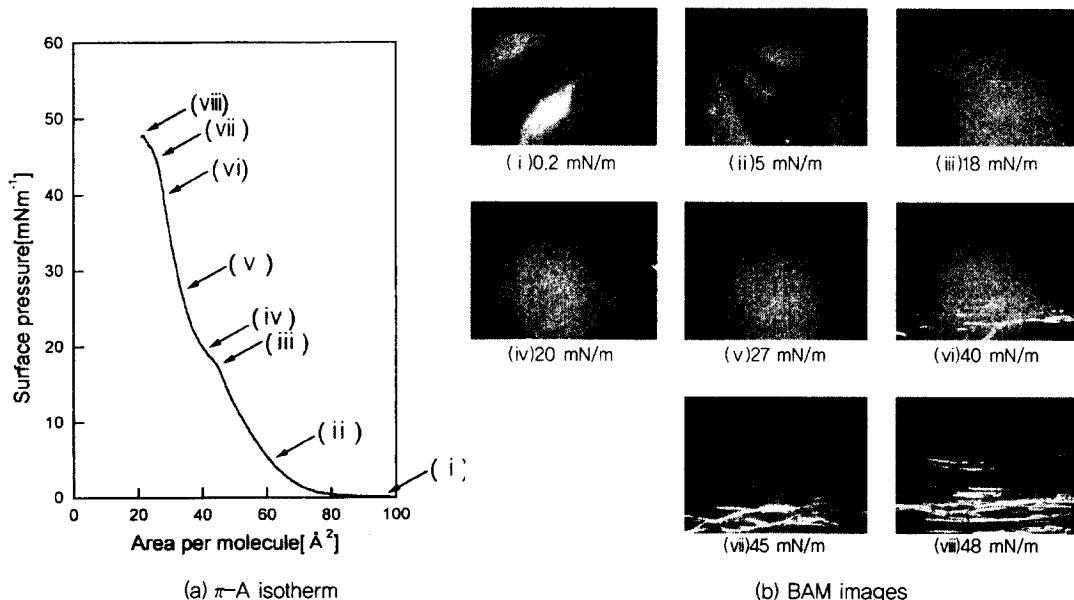 60
50
40
30
20
10
0
Surface pressure[mNm⁻¹]
(viii)
(vii)
(vi)
(v)
(iv)
(iii)
(ii)
(i)
0 20 40 60 80 100
Area per molecule[Å²]
(a) π-A isotherm
(i)0.2 mN/m
(ii)5 mN/m
(iii)18 mN/m
(iv)20 mN/m
(v)27 mN/m
(vi)40 mN/m
(vii)45 mN/m
(viii)48 mN/m
(b) BAM images